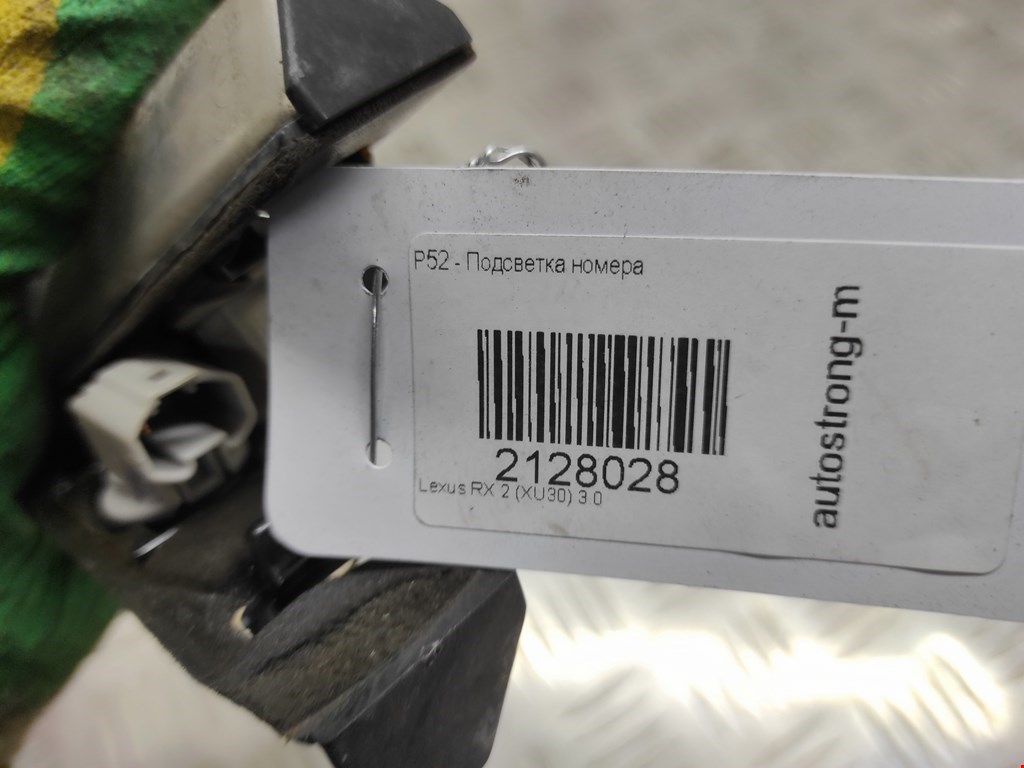 P52 - Подсветка номера
2128028
Lexus RX 2 (XU30) 3.0
autostrong-m